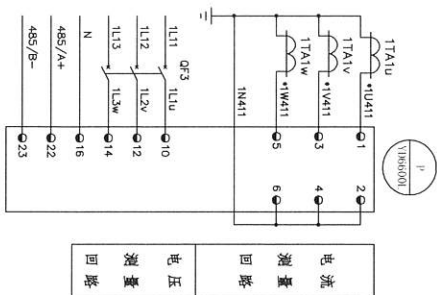 1TA1u
1TA1v
1TA1w
•1U411
•1V411
•1W411
1N411
1 2
3 4
5 6
P
YD6600L
QF3
1L11 1L1u 10
1L12 1L2v 12
1L13 1L3w 14
N 16
485/A+ 22
485/B- 23
电流测量回路
电压测量回路